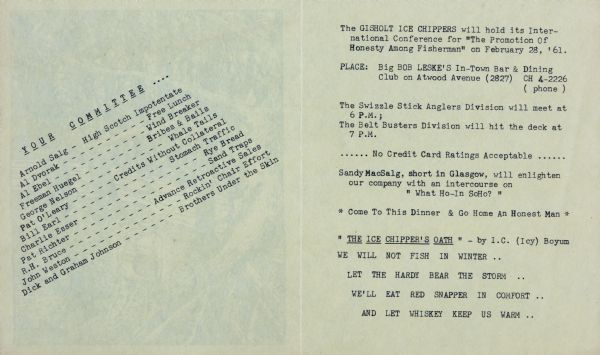 YOUR COMMITTEE ....
Arnold Salg - High Scotch Impotentate
Al Dvorak - - - - - - - - Free Lunch
Al Ebel - - - - - - - - Wind Breaker
Freeman Huegel - - - - Bribes & Bails
George Nelson - - - - - - Whale Tails
Pat O'Leary - Credits Without Collateral
Bill Earl - - - - - - Stomach Traffic
Charlie Esser - - - - - - - Rye Bread
Pat Richter - - - - - - - Sand Traps
R.H. Bruce - - Advance Retroactive Sales
John Weston - - - - Rockin' Chair Effort
Dick and Graham Johnson - - Brothers Under the Skin
The GISHOLT ICE CHIPPERS will hold its Inter-
national Conference for "The Promotion Of
Honesty Among Fisherman" on February 28, '61.
PLACE: Big BOB LESKE'S In-Town Bar & Dining
Club on Atwood Avenue (2827) CH 4-2226
( phone )
The Swizzle Stick Anglers Division will meet at
6 P.M.;
The Belt Busters Division will hit the deck at
7 P.M.
...... No Credit Card Ratings Acceptable ......
Sandy MacSalg, short in Glasgow, will enlighten
our company with an intercourse on
" What Ho-In SoHo? "
* Come To This Dinner & Go Home An Honest Man *
" THE ICE CHIPPER'S OATH " - by I.C. (Icy) Boyum
WE WILL NOT FISH IN WINTER ..
LET THE HARDY BEAR THE STORM ..
WE'LL EAT RED SNAPPER IN COMFORT ..
AND LET WHISKEY KEEP US WARM ..